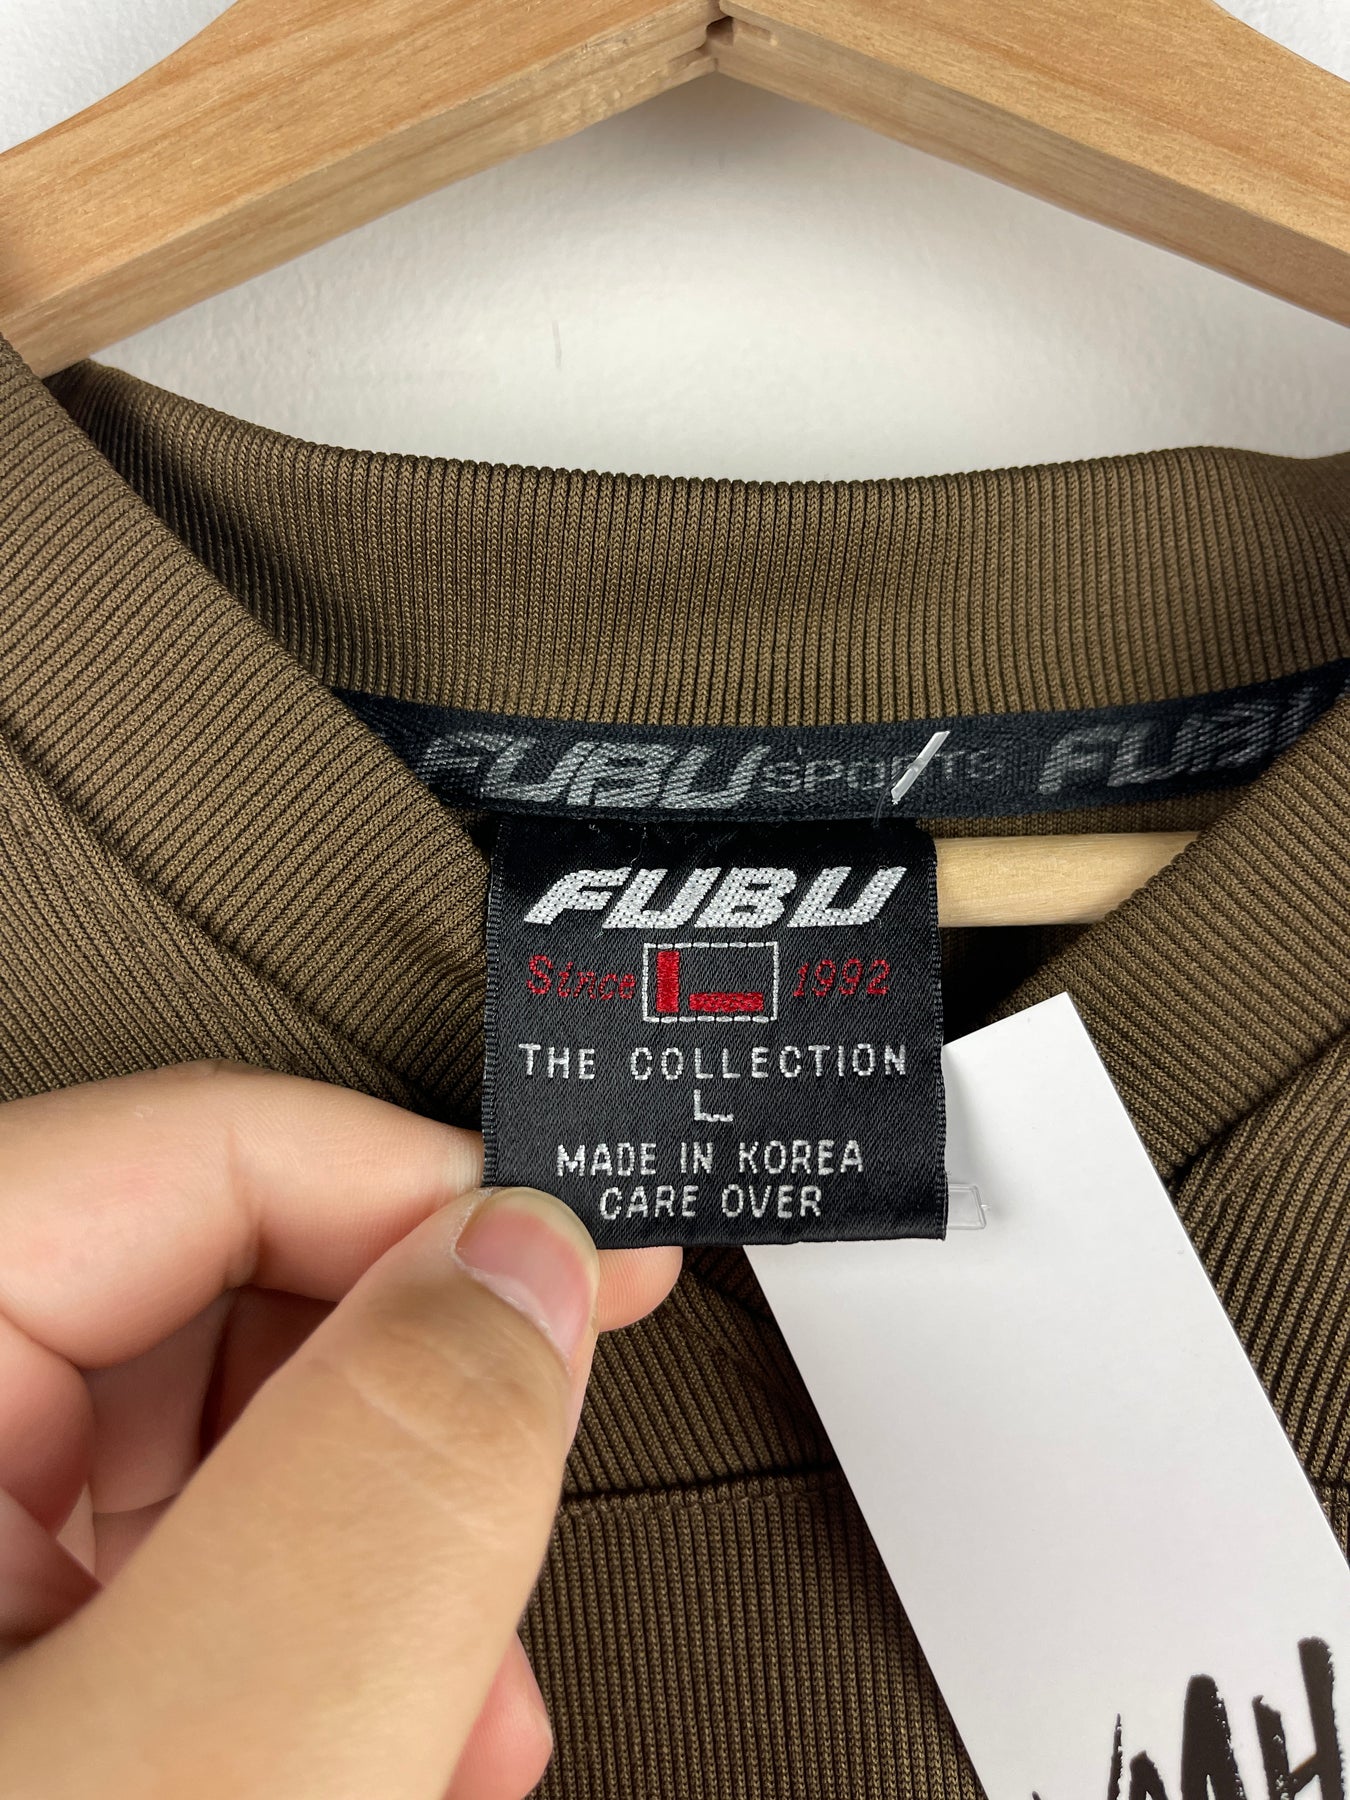 FUBU SPORTS FUBU
FUBU
Since 1992
THE COLLECTION
L
MADE IN KOREA
CARE OVER